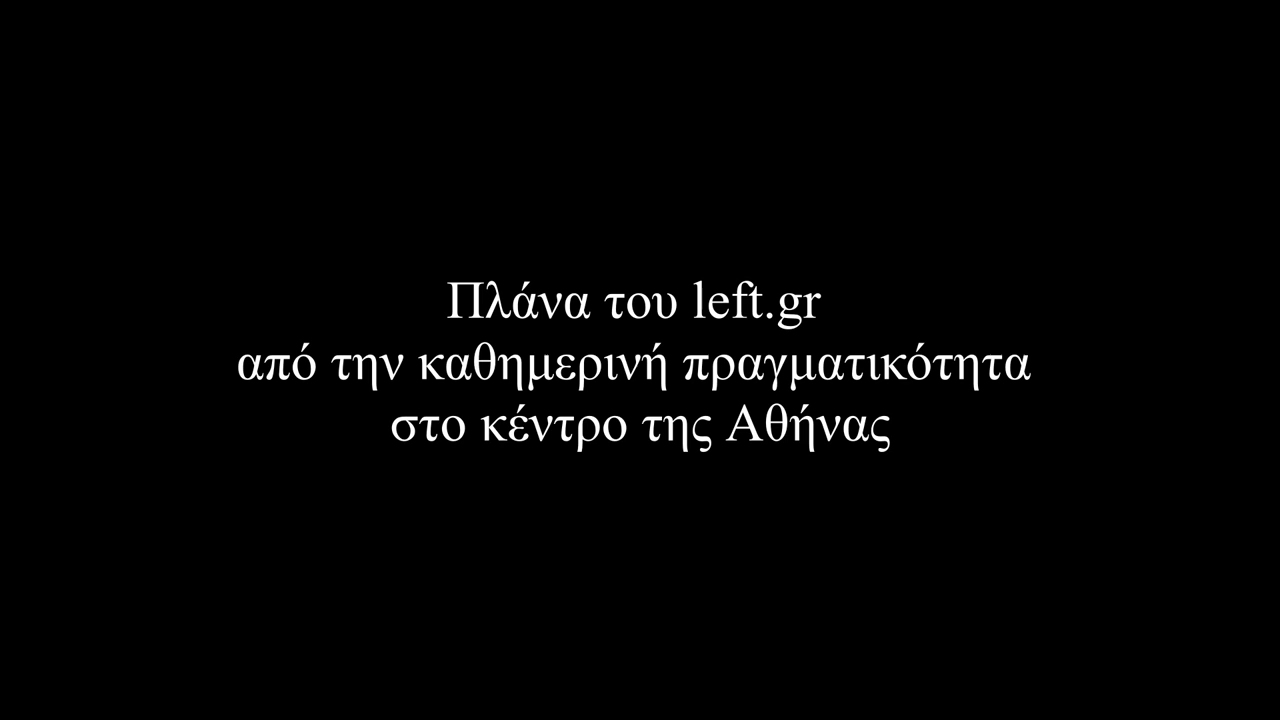 Πλάνα του left.gr
από την καθημερινή πραγματικότητα
στο κέντρο της Αθήνας